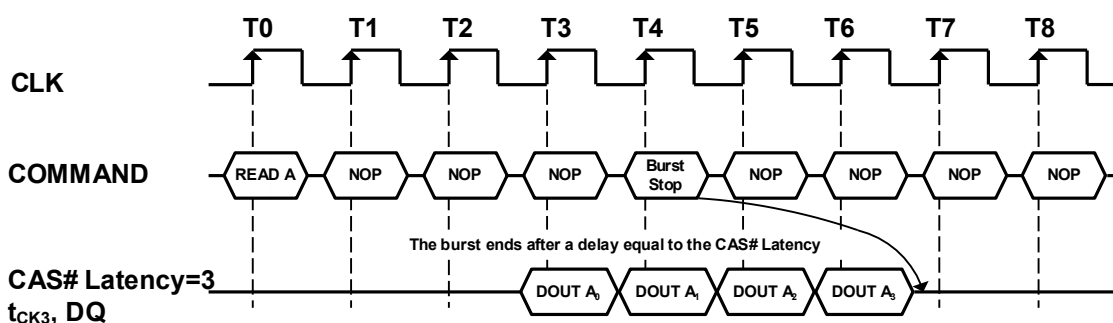 T0 T1 T2 T3 T4 T5 T6 T7 T8
CLK
COMMAND READ A NOP NOP NOP Burst Stop NOP NOP NOP NOP
The burst ends after a delay equal to the CAS# Latency
CAS# Latency=3
tCK3, DQ
DOUT A0 DOUT A1 DOUT A2 DOUT A3